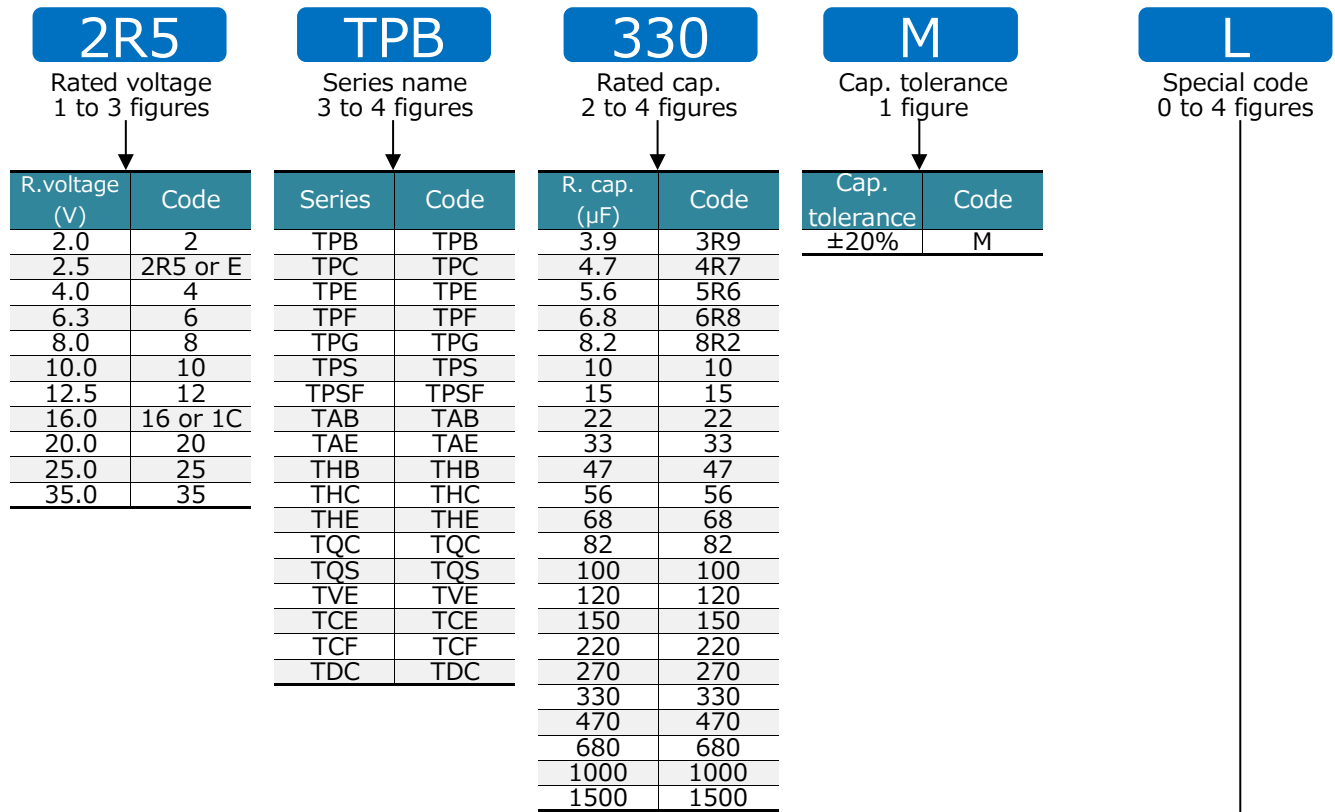 2R5 TPB 330 M L
Rated voltage Series name Rated cap. Cap. tolerance Special code
1 to 3 figures 3 to 4 figures 2 to 4 figures 1 figure 0 to 4 figures
R.voltage
(V) Code
2.0 2
2.5 2R5 or E
4.0 4
6.3 6
8.0 8
10.0 10
12.5 12
16.0 16 or 1C
20.0 20
25.0 25
35.0 35
Series Code
TPB TPB
TPC TPC
TPE TPE
TPF TPF
TPG TPG
TPS TPS
TPSF TPSF
TAB TAB
TAE TAE
THB THB
THC THC
THE THE
TQC TQC
TQS TQS
TVE TVE
TCE TCE
TCF TCF
TDC TDC
R. cap.
(μF) Code
3.9 3R9
4.7 4R7
5.6 5R6
6.8 6R8
8.2 8R2
10 10
15 15
22 22
33 33
47 47
56 56
68 68
82 82
100 100
120 120
150 150
220 220
270 270
330 330
470 470
680 680
1000 1000
1500 1500
Cap.
tolerance Code
±20% M